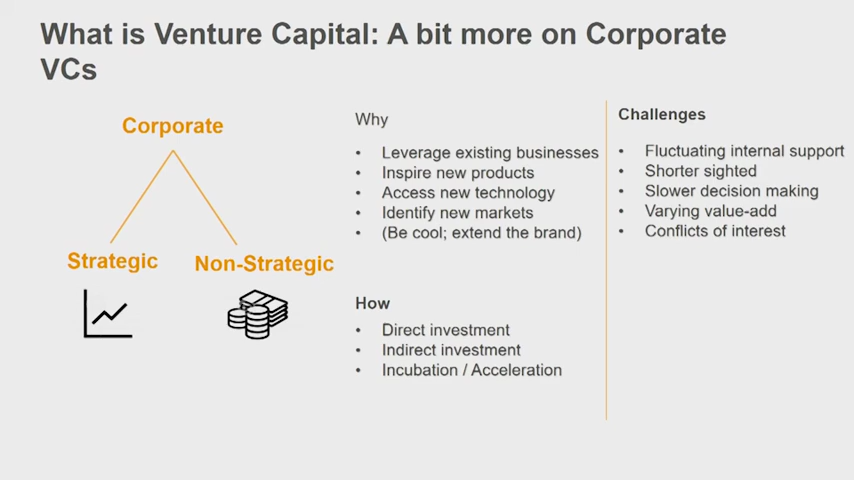 What is Venture Capital: A bit more on Corporate
VCs
Corporate
Strategic
Non-Strategic
Why
• Leverage existing businesses
• Inspire new products
• Access new technology
• Identify new markets
• (Be cool; extend the brand)
How
• Direct investment
• Indirect investment
• Incubation / Acceleration
Challenges
• Fluctuating internal support
• Shorter sighted
• Slower decision making
• Varying value-add
• Conflicts of interest